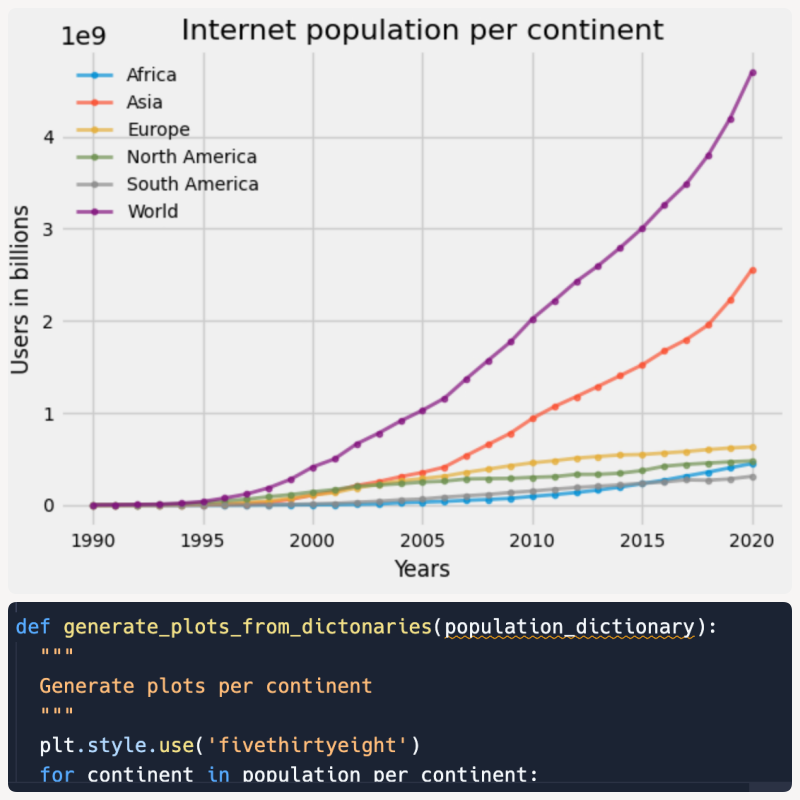 Internet population per continent
1e9
Africa
Asia
Europe
North America
South America
World
4
3
2
1
0
Users in billions
1990 1995 2000 2005 2010 2015 2020
Years
def generate_plots_from_dictonaries(population_dictionary):
"""
Generate plots per continent
"""
plt.style.use('fivethirtyeight')
for continent in population_per_continent: